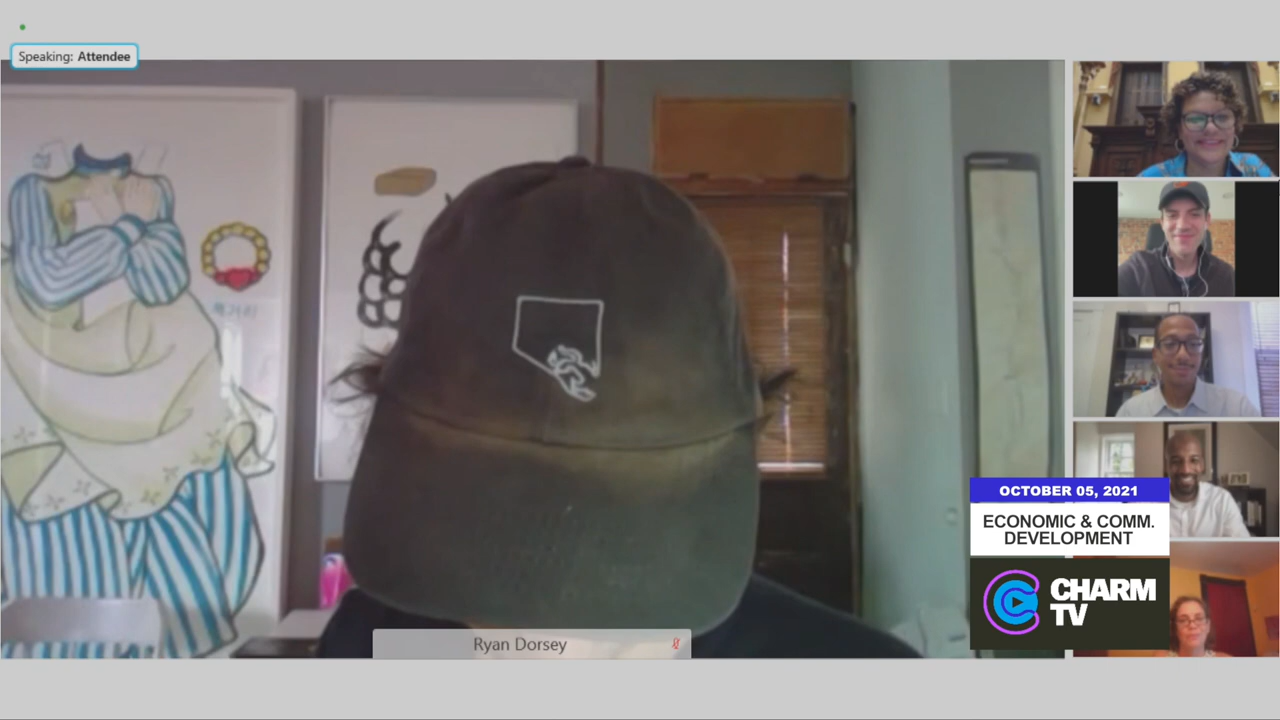 Speaking: Attendee
Ryan Dorsey
OCTOBER 05, 2021
ECONOMIC & COMM.
DEVELOPMENT
CHARM
TV